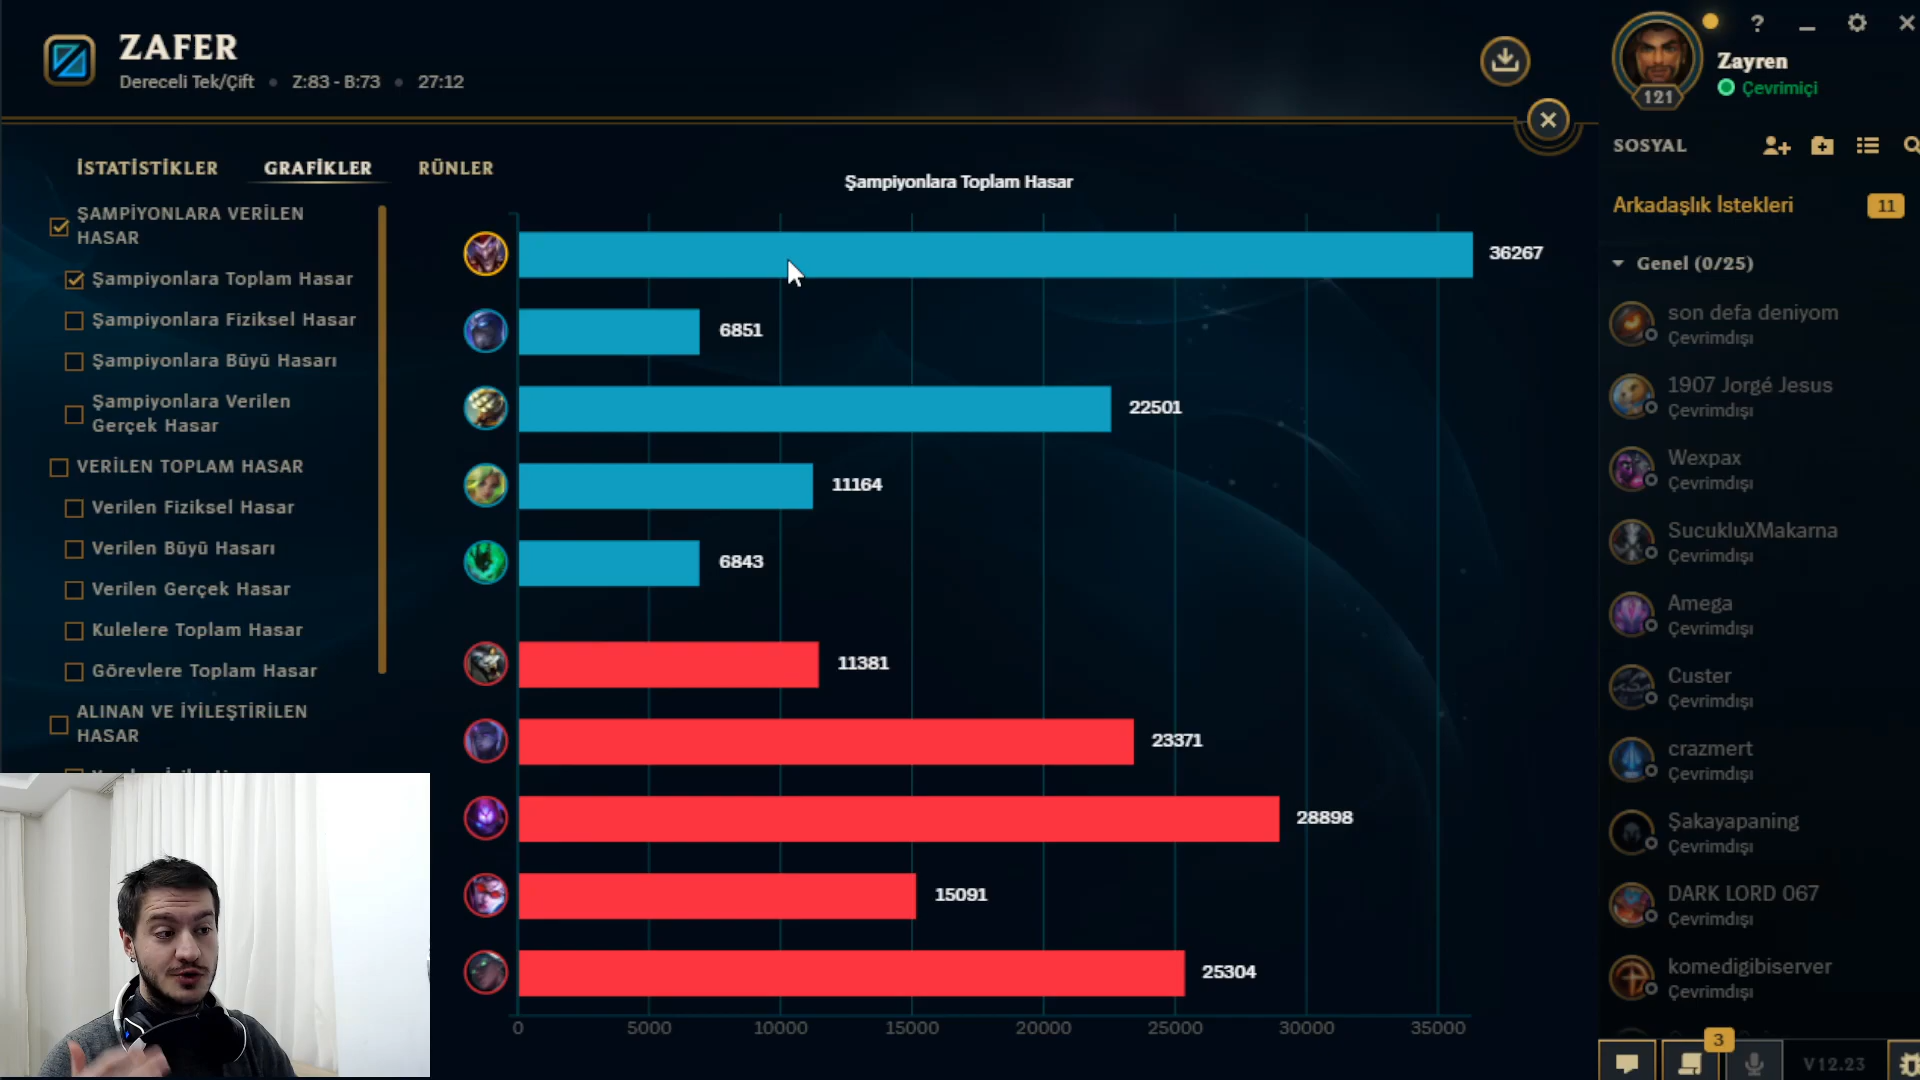 ZAFER
Dereceli Tek/Çift • Z:83 - B:73 • 27:12
İSTATİSTİKLER
GRAFİKLER
RÜNLER
ŞAMPİYONLARA VERİLEN
HASAR
Şampiyonlara Toplam Hasar
Şampiyonlara Fiziksel Hasar
Şampiyonlara Büyü Hasarı
Şampiyonlara Verilen
Gerçek Hasar
VERİLEN TOPLAM HASAR
Verilen Fiziksel Hasar
Verilen Büyü Hasarı
Verilen Gerçek Hasar
Kulelere Toplam Hasar
Görevlere Toplam Hasar
ALINAN VE İYİLEŞTİRİLEN
HASAR
Şampiyonlara Toplam Hasar
36267
6851
22501
11164
6843
11381
23371
28898
15091
25304
0 5000 10000 15000 20000 25000 30000 35000
?
121
Zayren
Çevrimiçi
SOSYAL
Arkadaşlık İstekleri 11
Genel (0/25)
son defa deniyom
Çevrimdışı
1907 Jorgé Jesus
Çevrimdışı
Wexpax
Çevrimdışı
SucukluXMakarna
Çevrimdışı
Amega
Çevrimdışı
Custer
Çevrimdışı
crazmert
Çevrimdışı
Şakayapaning
Çevrimdışı
DARK LORD 067
Çevrimdışı
komedigibiserver
Çevrimdışı
3
V12.23